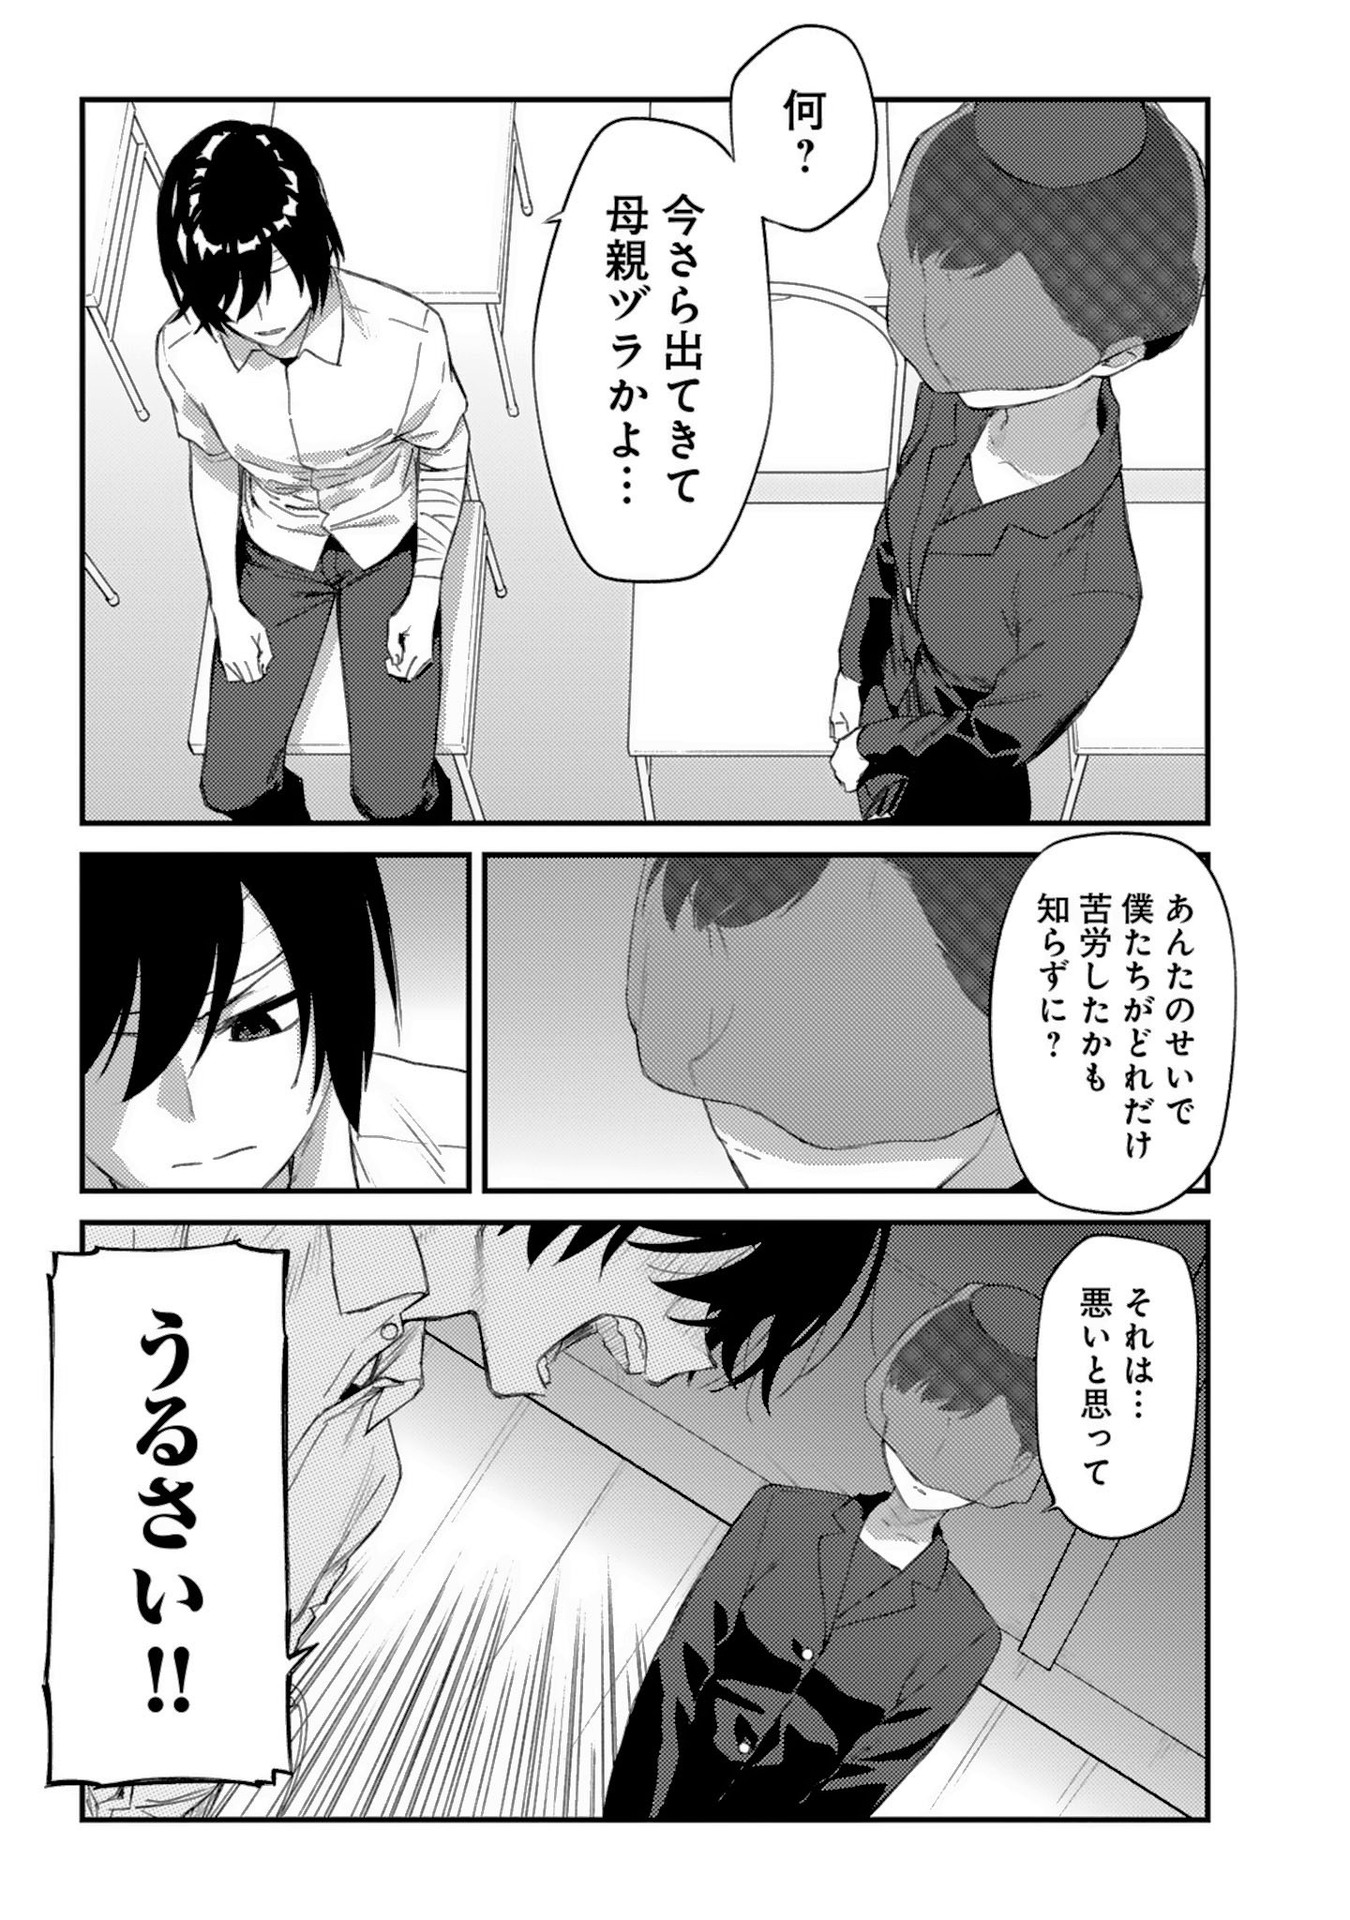 何？
今さら出てきて
母親ヅラかよ…
あんたのせいで
僕たちがどれだけ
苦労したかも
知らずに？
それは…
悪いと思って
うるさい！！